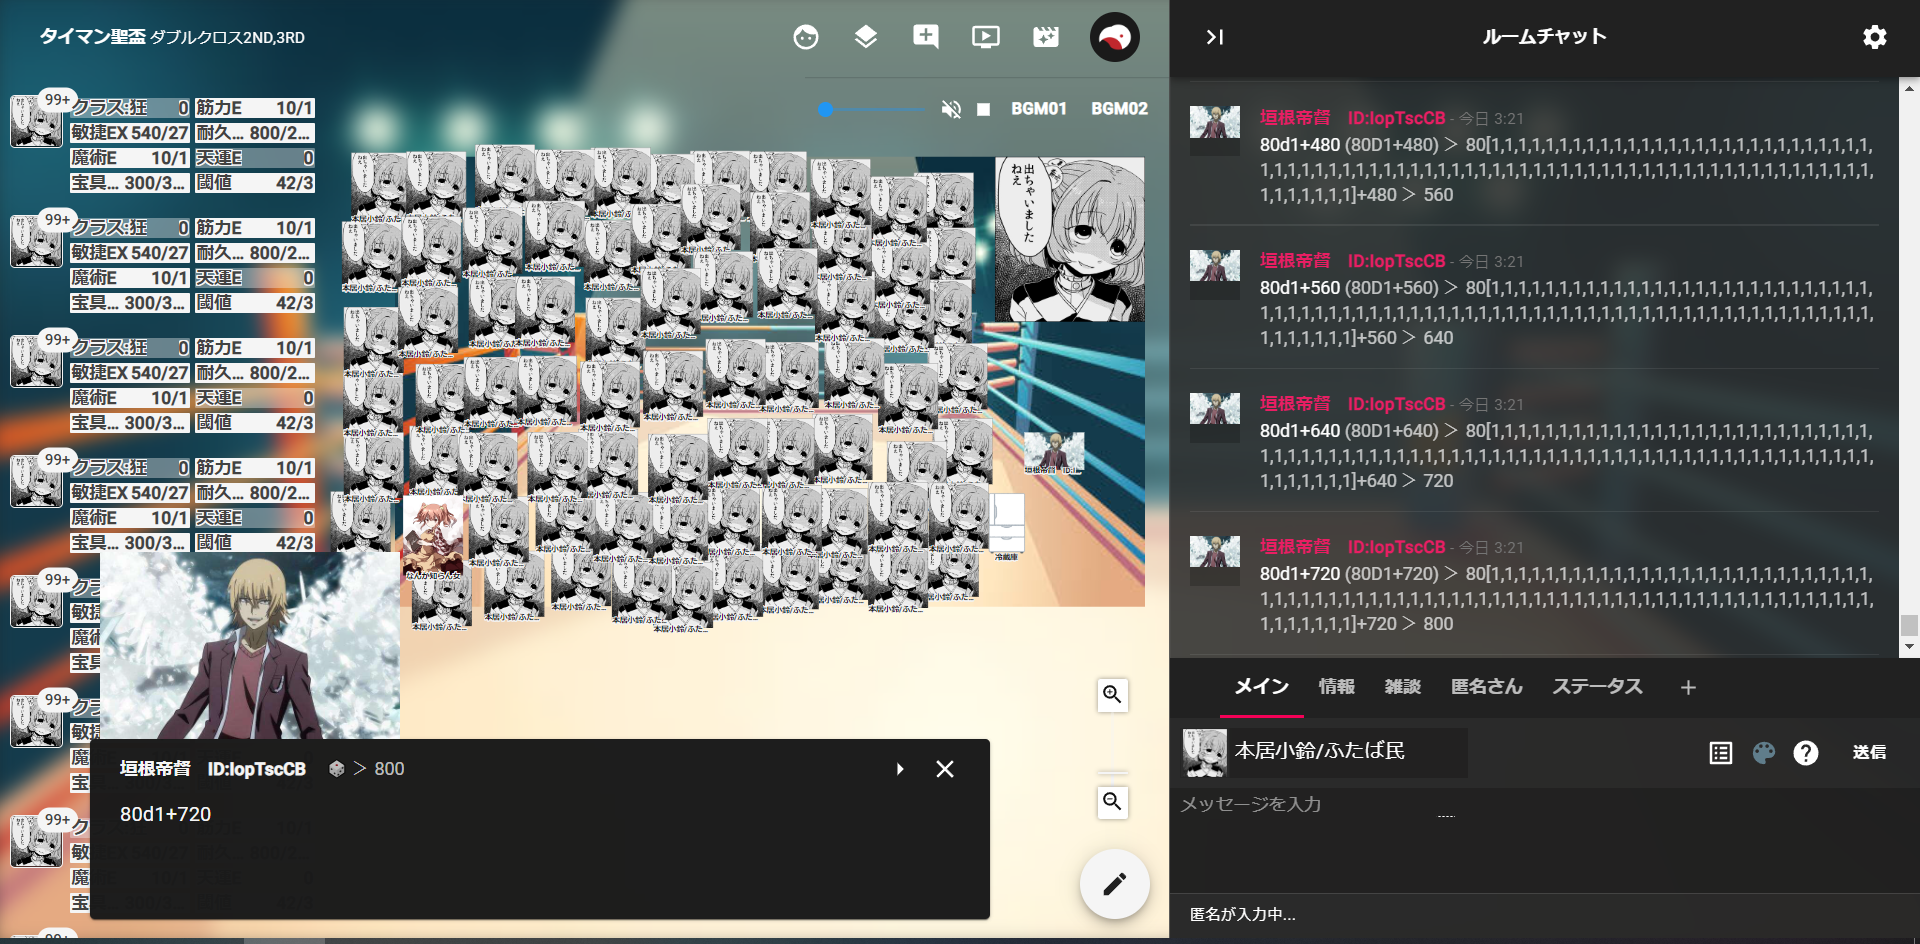 タイマン聖盃 ダブルクロス2ND,3RD
BGM01
BGM02
99+
クラス:狂 0 筋力E 10/1
敏捷EX 540/27 耐久... 800/2...
魔術E 10/1 天運E 0
宝具... 300/3... 閾値 42/3
99+
クラス:狂 0 筋力E 10/1
敏捷EX 540/27 耐久... 800/2...
魔術E 10/1 天運E 0
宝具... 300/3... 閾値 42/3
99+
クラス:狂 0 筋力E 10/1
敏捷EX 540/27 耐久... 800/2...
魔術E 10/1 天運E 0
宝具... 300/3... 閾値 42/3
99+
クラス:狂 0 筋力E 10/1
敏捷EX 540/27 耐久... 800/2...
魔術E 10/1 天運E 0
宝具... 300/3... 閾値 42/3
99+
99+
99+
出ちゃいました
ねえ
本居小鈴/ふた...
なんか知らん女
垣根帝督 ID:I...
冷蔵庫
垣根帝督 ID:lopTscCB > 800
80d1+720
ルームチャット
垣根帝督 ID:lopTscCB - 今日 3:21
80d1+480 (80D1+480) > 80[1,1,1,1,1,1,1,1,1,1,1,1,1,1,1,1,1,1,1,1,1,1,1,1,1,1,1,1,
1,1,1,1,1,1,1,1,1,1,1,1,1,1,1,1,1,1,1,1,1,1,1,1,1,1,1,1,1,1,1,1,1,1,1,1,1,1,1,1,1,1,1,1,1,
1,1,1,1,1,1,1]+480 > 560
垣根帝督 ID:lopTscCB - 今日 3:21
80d1+560 (80D1+560) > 80[1,1,1,1,1,1,1,1,1,1,1,1,1,1,1,1,1,1,1,1,1,1,1,1,1,1,1,1,
1,1,1,1,1,1,1,1,1,1,1,1,1,1,1,1,1,1,1,1,1,1,1,1,1,1,1,1,1,1,1,1,1,1,1,1,1,1,1,1,1,1,1,1,1,
1,1,1,1,1,1,1]+560 > 640
垣根帝督 ID:lopTscCB - 今日 3:21
80d1+640 (80D1+640) > 80[1,1,1,1,1,1,1,1,1,1,1,1,1,1,1,1,1,1,1,1,1,1,1,1,1,1,1,1,
1,1,1,1,1,1,1,1,1,1,1,1,1,1,1,1,1,1,1,1,1,1,1,1,1,1,1,1,1,1,1,1,1,1,1,1,1,1,1,1,1,1,1,1,1,
1,1,1,1,1,1,1]+640 > 720
垣根帝督 ID:lopTscCB - 今日 3:21
80d1+720 (80D1+720) > 80[1,1,1,1,1,1,1,1,1,1,1,1,1,1,1,1,1,1,1,1,1,1,1,1,1,1,1,1,
1,1,1,1,1,1,1,1,1,1,1,1,1,1,1,1,1,1,1,1,1,1,1,1,1,1,1,1,1,1,1,1,1,1,1,1,1,1,1,1,1,1,1,1,1,
1,1,1,1,1,1,1]+720 > 800
メイン 情報 雑談 匿名さん ステータス
本居小鈴/ふたば民
送信
メッセージを入力
匿名が入力中...